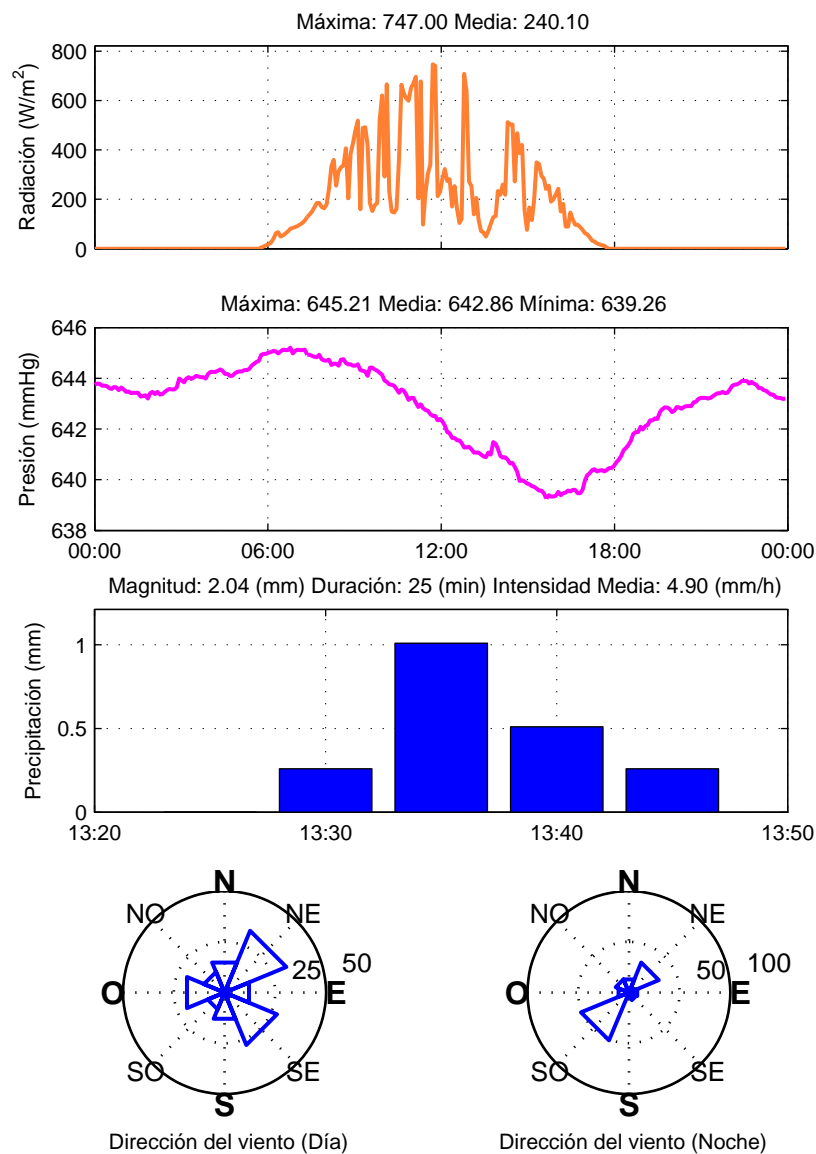 Máxima: 747.00 Media: 240.10
Radiación (W/m²)
800
600
400
200
0
Máxima: 645.21 Media: 642.86 Mínima: 639.26
Presión (mmHg)
646
644
642
640
638
00:00 06:00 12:00 18:00 00:00
Magnitud: 2.04 (mm) Duración: 25 (min) Intensidad Media: 4.90 (mm/h)
Precipitación (mm)
1
0.5
0
13:20 13:30 13:40 13:50
N
NO NE
25 50
O E
SO SE
S
Dirección del viento (Día)
N
NO NE
50 100
O E
SO SE
S
Dirección del viento (Noche)